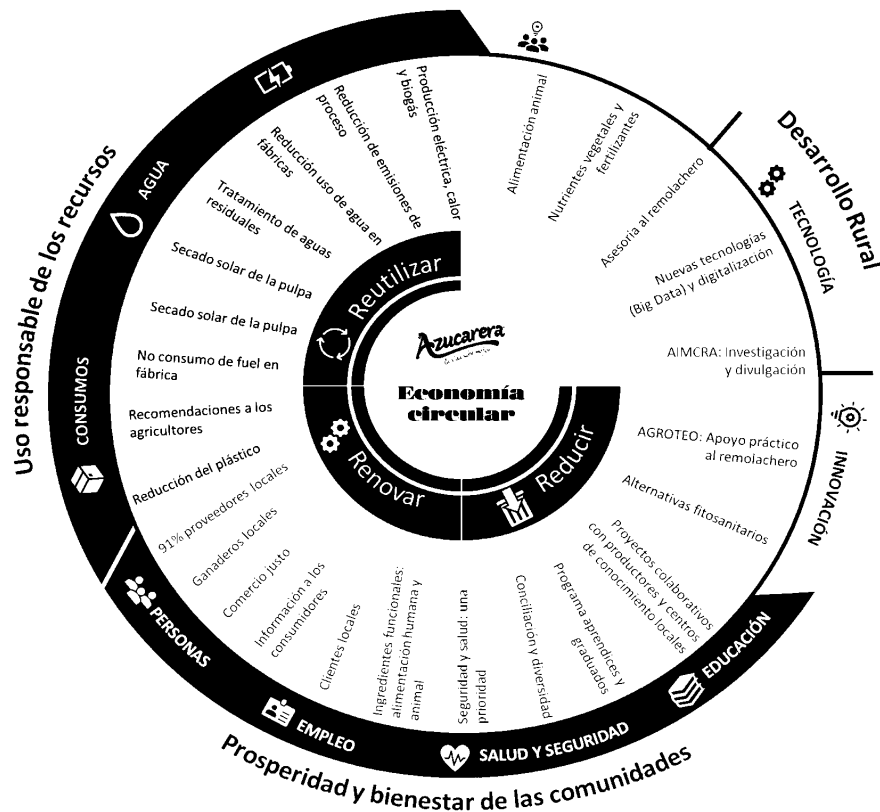 Uso responsable de los recursos
AGUA
CONSUMOS
Desarrollo Rural
TECNOLOGÍA
INNOVACIÓN
Prosperidad y bienestar de las comunidades
PERSONAS
EMPLEO
SALUD Y SEGURIDAD
EDUCACIÓN
Producción eléctrica, calor
y biogás
Reducción de emisiones de
proceso
Reducción uso de agua en
fábricas
Tratamiento de aguas
residuales
Secado solar de la pulpa
Secado solar de la pulpa
No consumo de fuel en
fábrica
Recomendaciones a los
agricultores
Reducción del plástico
91% proveedores locales
Ganaderos locales
Comercio justo
Información a los
consumidores
Clientes locales
Ingredientes funcionales:
alimentación humana y
animal
Seguridad y salud: una
prioridad
Conciliación y diversidad
Programa aprendices y
graduados
Proyectos colaborativos
con productores y centros
de conocimiento locales
Alternativas fitosanitarios
AGROTEO: Apoyo práctico
al remolachero
AIMCRA: Investigación
y divulgación
Nuevas tecnologías
(Big Data) y digitalización
Asesoria al remolachero
Nutrientes vegetales y
fertilizantes
Alimentación animal
Reutilizar
Renovar
Reducir
Azucarera
Economía
circular